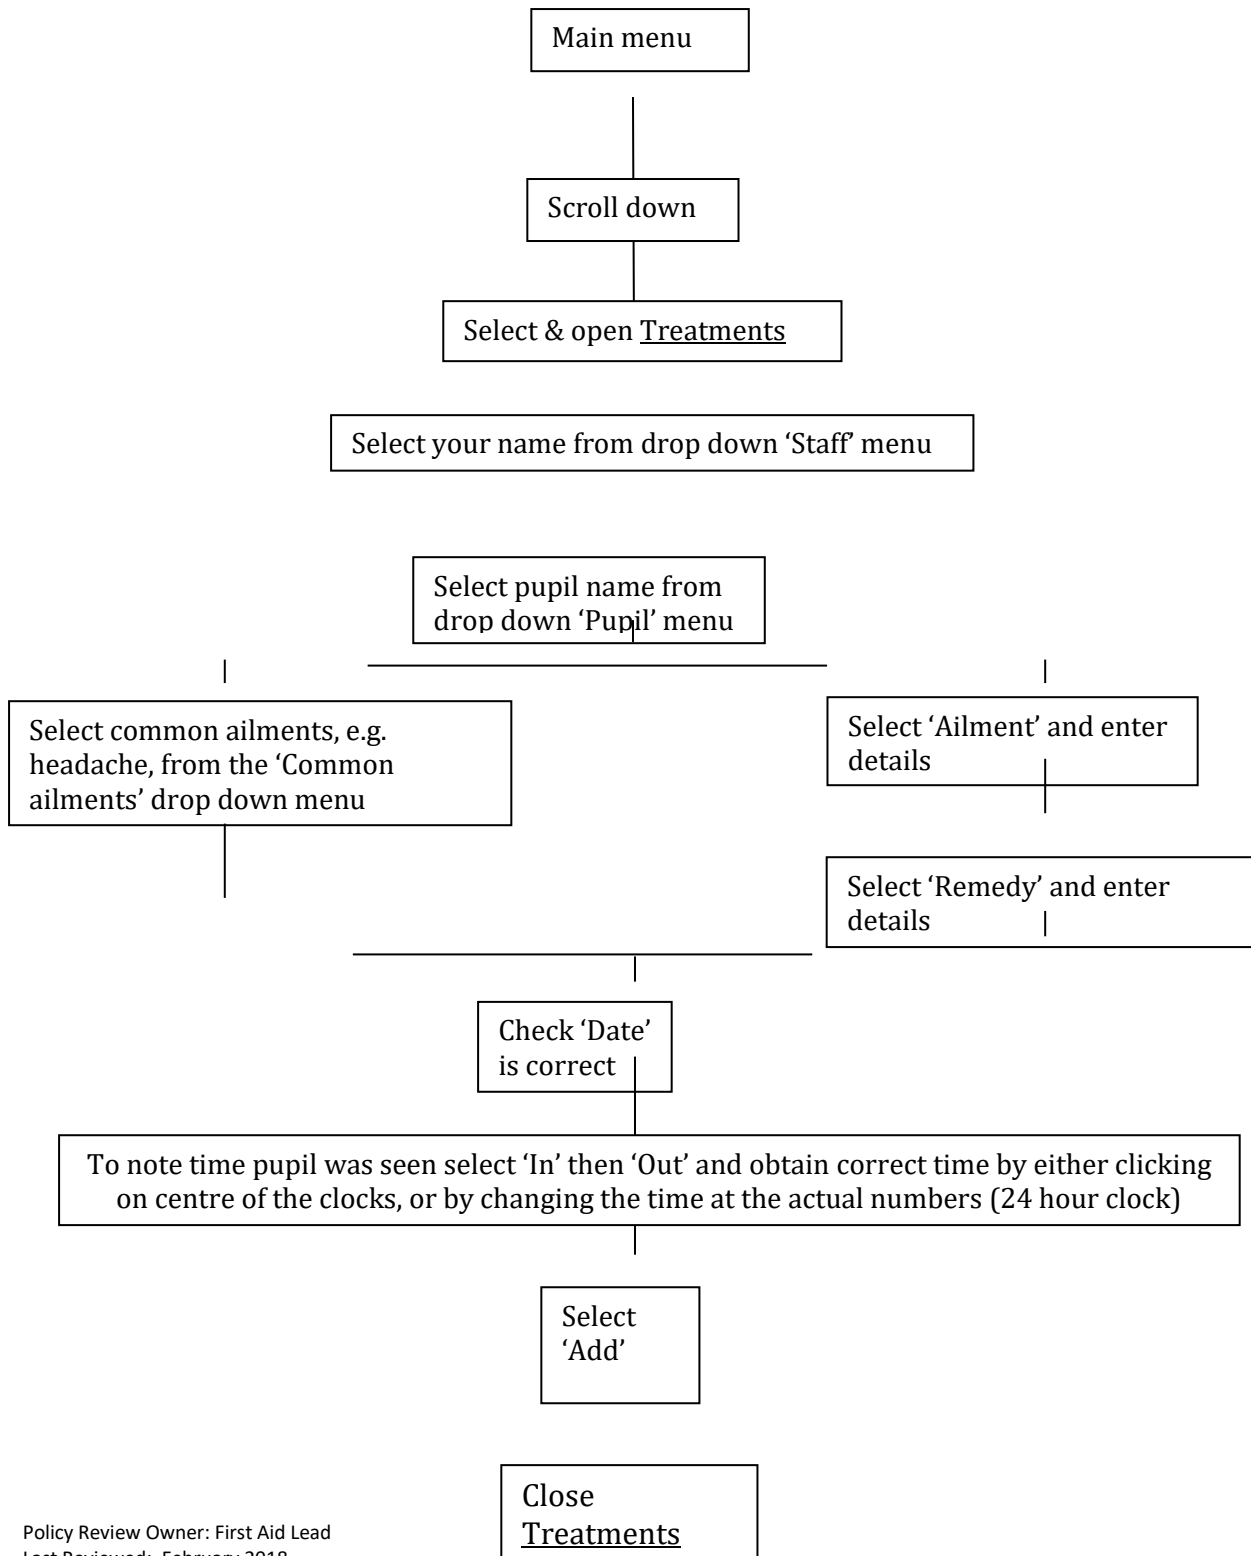 Main menu
Scroll down
Select & open Treatments
Select your name from drop down ‘Staff’ menu
Select pupil name from
drop down ‘Pupil’ menu
Select common ailments, e.g.
headache, from the ‘Common
ailments’ drop down menu
Select ‘Ailment’ and enter
details
Select ‘Remedy’ and enter
details
Check ‘Date’
is correct
To note time pupil was seen select ‘In’ then ‘Out’ and obtain correct time by either clicking
on centre of the clocks, or by changing the time at the actual numbers (24 hour clock)
Select
‘Add’
Close
Treatments
Policy Review Owner: First Aid Lead
Last Reviewed: February 2018